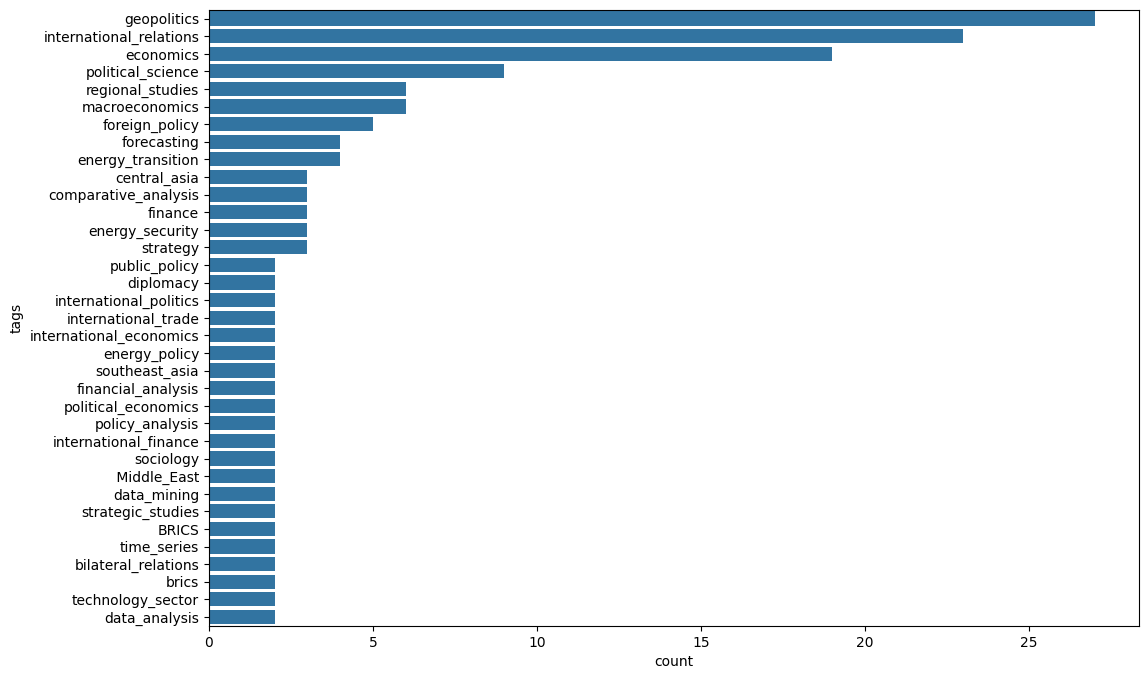 geopolitics
international_relations
economics
political_science
regional_studies
macroeconomics
foreign_policy
forecasting
energy_transition
central_asia
comparative_analysis
finance
energy_security
strategy
public_policy
diplomacy
international_politics
international_trade
international_economics
energy_policy
southeast_asia
financial_analysis
political_economics
policy_analysis
international_finance
sociology
Middle_East
data_mining
strategic_studies
BRICS
time_series
bilateral_relations
brics
technology_sector
data_analysis
tags
0 5 10 15 20 25
count